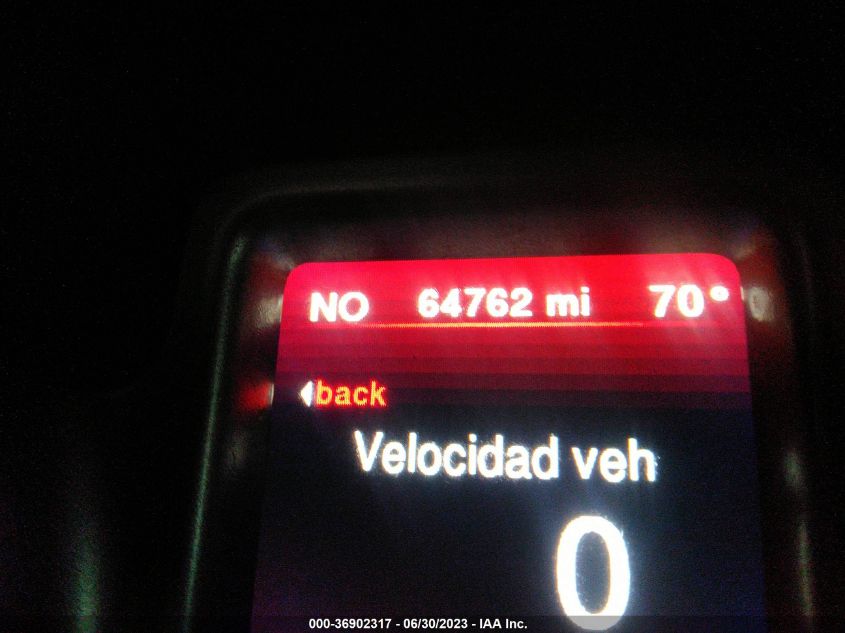 NO 64762 mi 70°
back
Velocidad veh
0
000-36902317 - 06/30/2023 - IAA Inc.